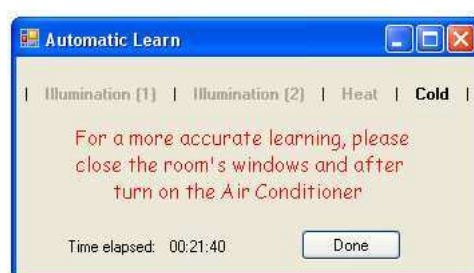 Automatic Learn
| Illumination (1) | Illumination (2) | Heat | Cold |
For a more accurate learning, please
close the room's windows and after
turn on the Air Conditioner
Time elapsed: 00:21:40 Done